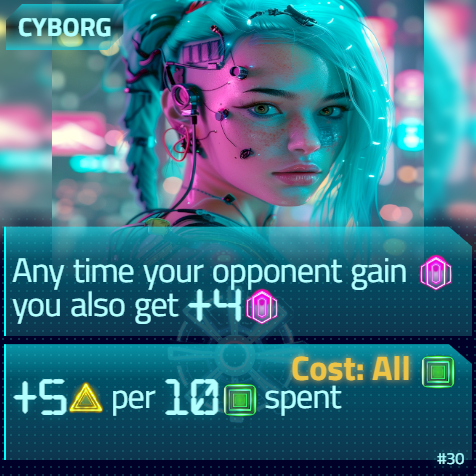 CYBORG
Any time your opponent gain
you also get +4
Cost: All
+5 per 10 spent
#30